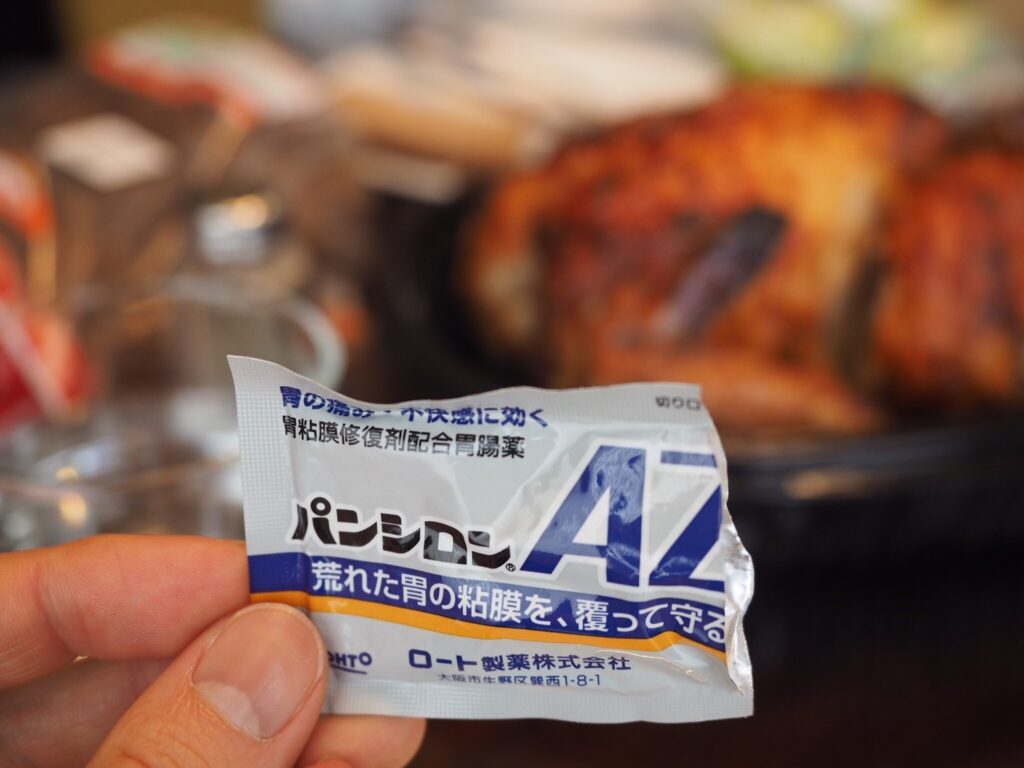 切り口
胃の痛み・不快感に効く
胃粘膜修復剤配合胃腸薬
パンシロン® AZ
荒れた胃の粘膜を、覆って守る
ロート製薬株式会社
大阪市生野区巽西1-8-1